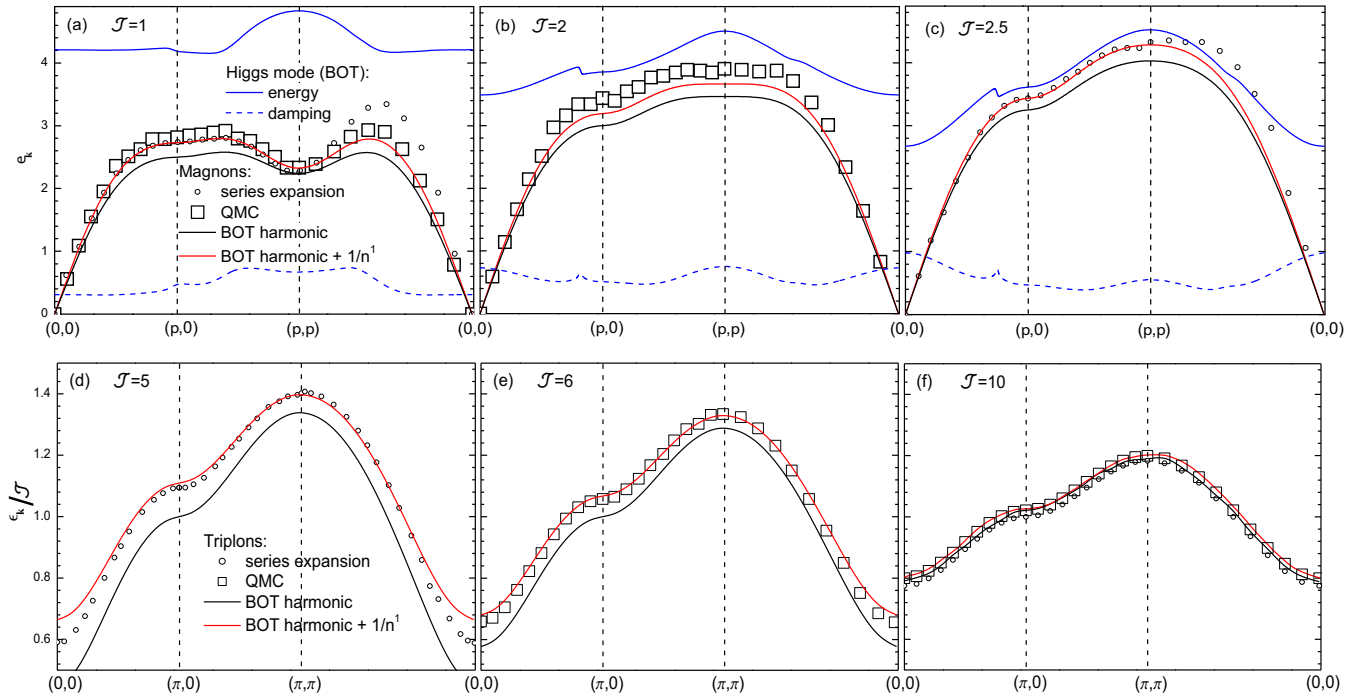 (a) 𝒥=1
Higgs mode (BOT):
energy
damping
Magnons:
series expansion
QMC
BOT harmonic
BOT harmonic + 1/n¹
e_k
4
3
2
1
0
(0,0) (p,0) (p,p) (0,0)
(b) 𝒥=2
(p,0) (p,p) (0,0)
(c) 𝒥=2.5
(p,0) (p,p) (0,0)
(d) 𝒥=5
Triplons:
series expansion
QMC
BOT harmonic
BOT harmonic + 1/n¹
ϵ_k/𝒥
1.4
1.2
1.0
0.8
0.6
(0,0) (π,0) (π,π) (0,0)
(e) 𝒥=6
(π,0) (π,π) (0,0)
(f) 𝒥=10
(π,0) (π,π) (0,0)